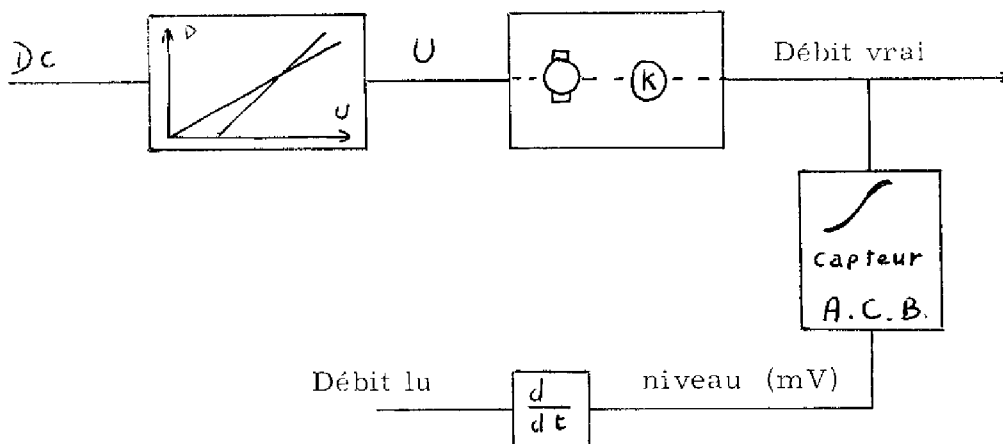 Dc
D
U
U
K
Débit vrai
capteur
A.C.B.
Débit lu
d
dt
niveau (mV)